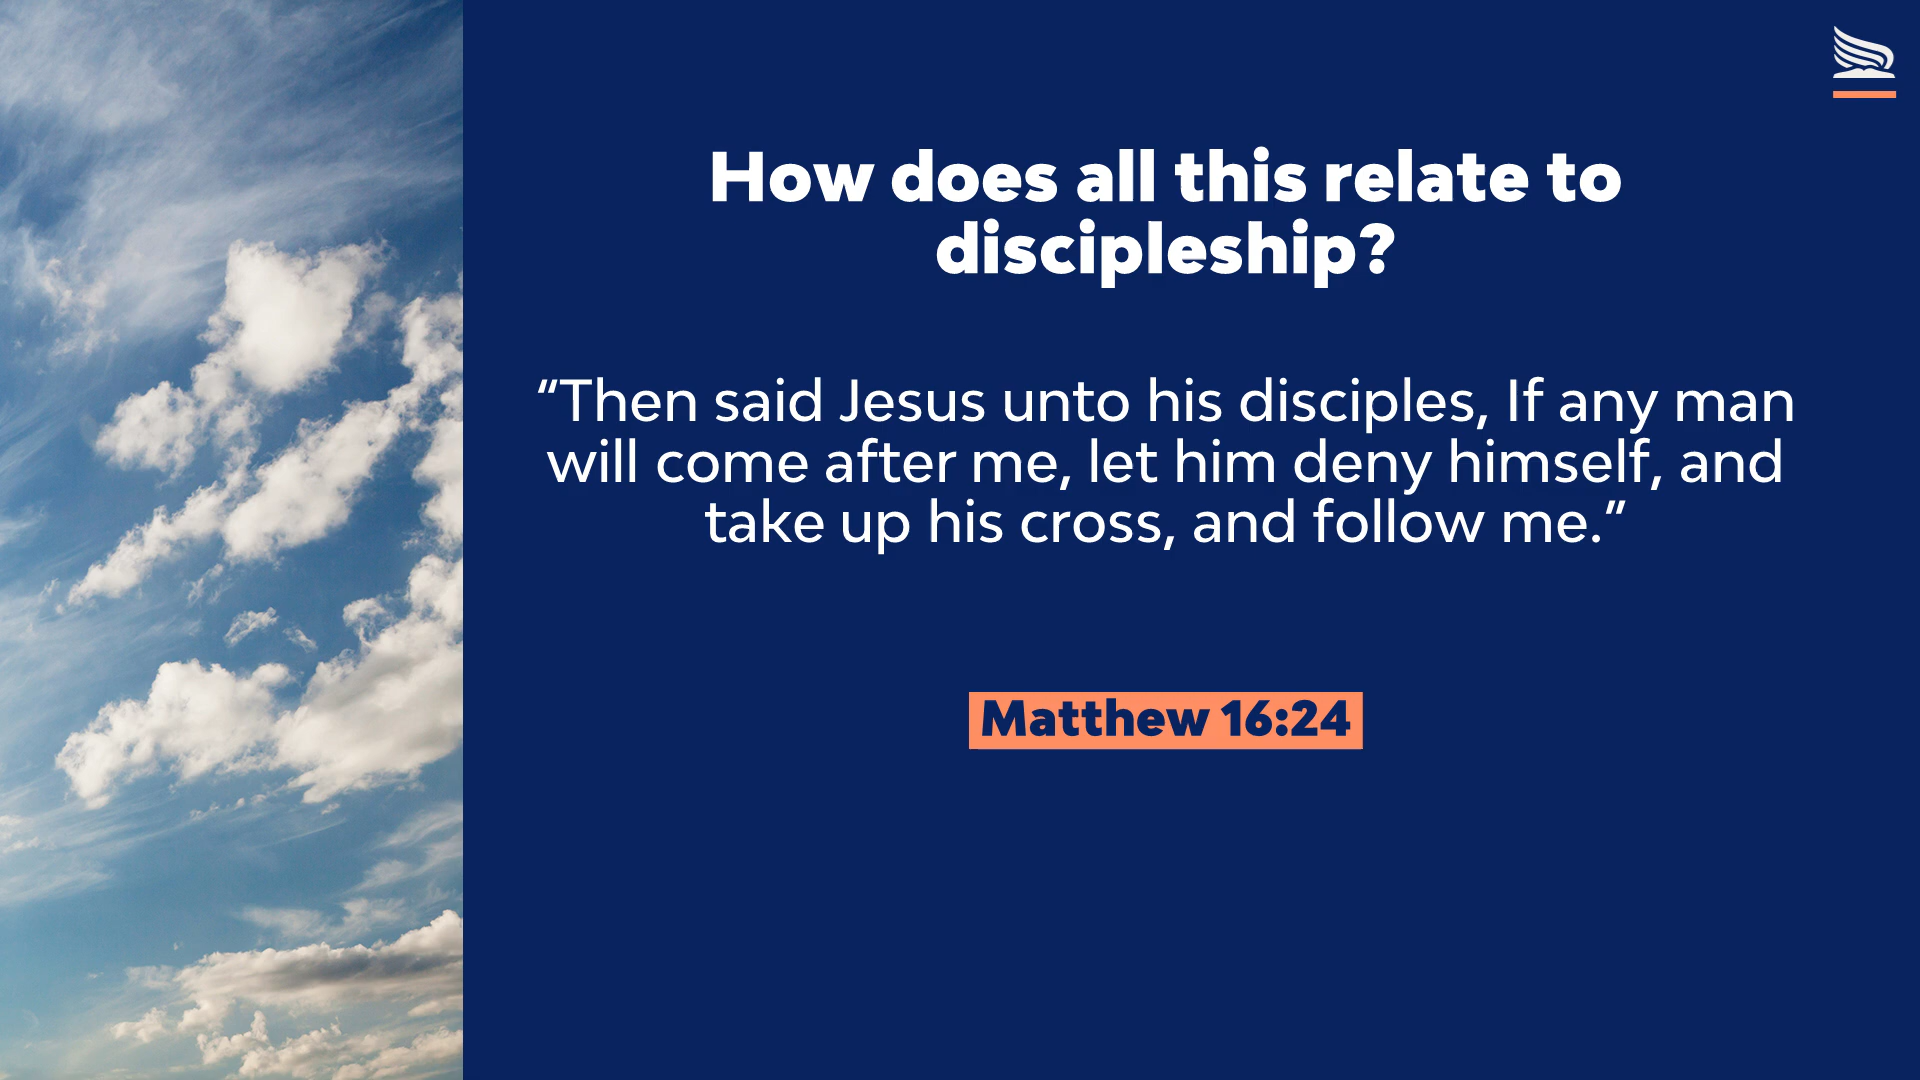 How does all this relate to
discipleship?
“Then said Jesus unto his disciples, If any man
will come after me, let him deny himself, and
take up his cross, and follow me.”
Matthew 16:24